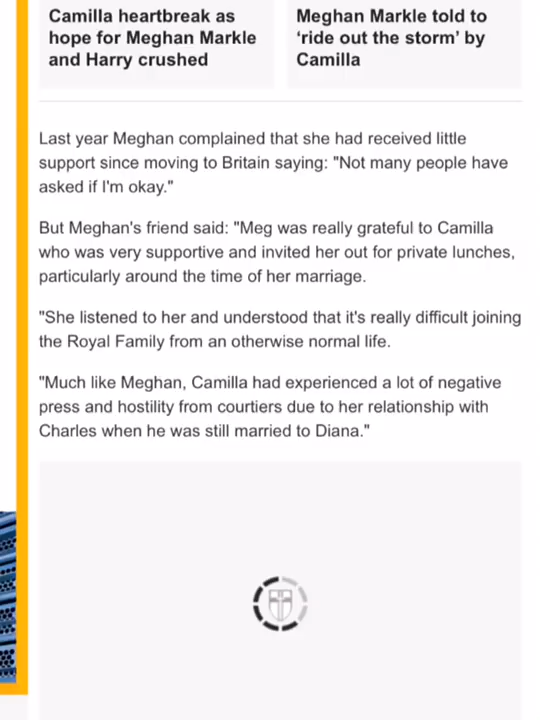 Camilla heartbreak as
hope for Meghan Markle
and Harry crushed
Meghan Markle told to
‘ride out the storm’ by
Camilla
Last year Meghan complained that she had received little
support since moving to Britain saying: "Not many people have
asked if I'm okay."
But Meghan's friend said: "Meg was really grateful to Camilla
who was very supportive and invited her out for private lunches,
particularly around the time of her marriage.
"She listened to her and understood that it's really difficult joining
the Royal Family from an otherwise normal life.
"Much like Meghan, Camilla had experienced a lot of negative
press and hostility from courtiers due to her relationship with
Charles when he was still married to Diana."